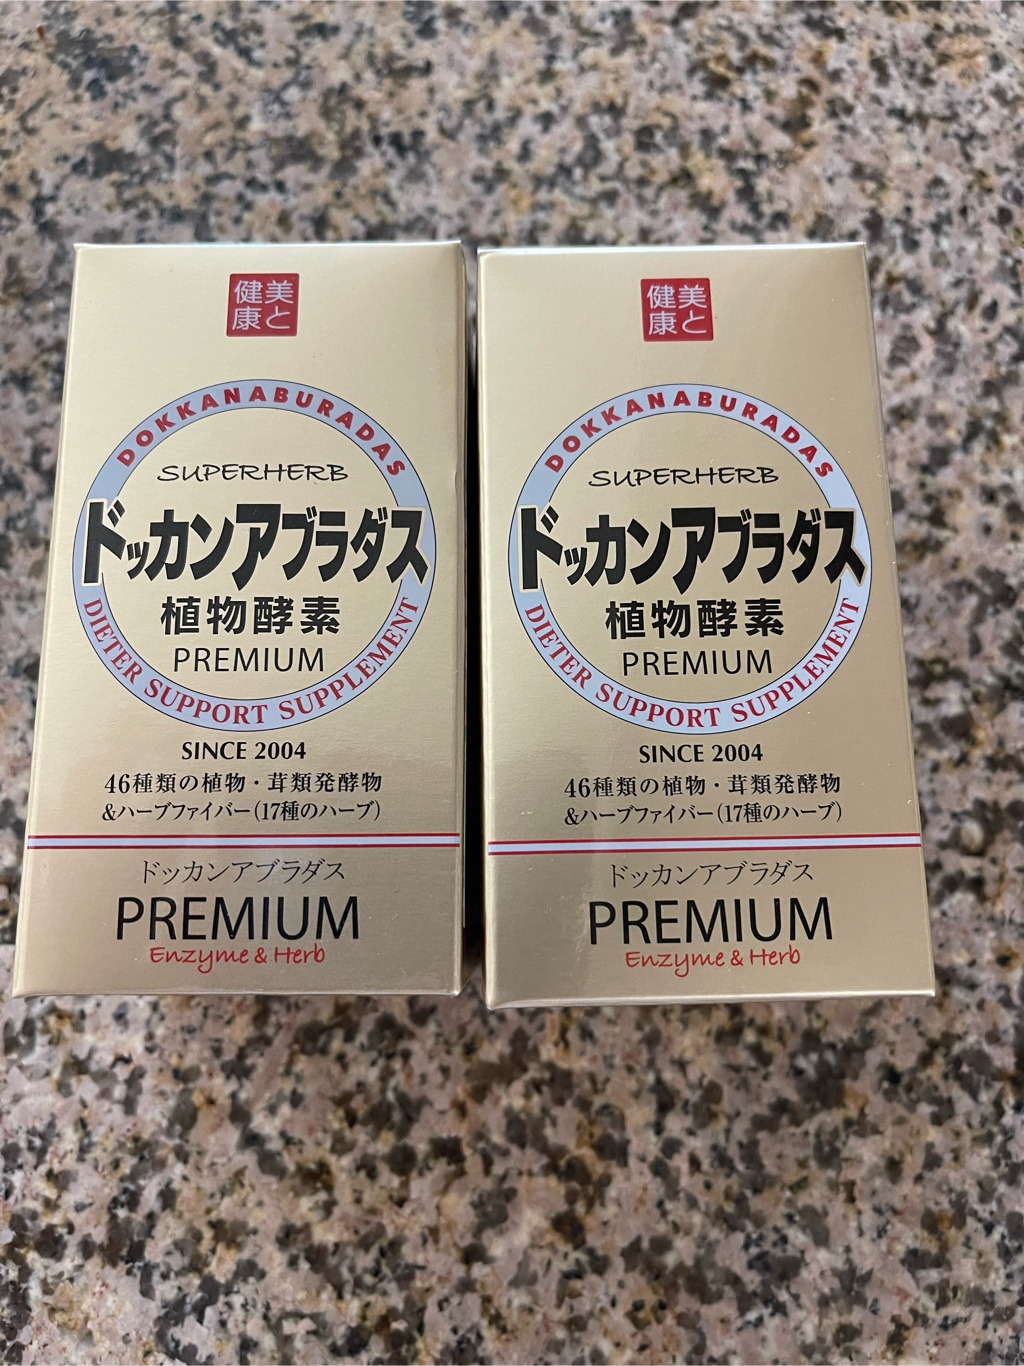 美と
健康
DOKKANABURADAS
SUPERHERB
ドッカンアブラダス
植物酵素
PREMIUM
DIETER SUPPORT SUPPLEMENT
SINCE 2004
46種類の植物・茸類発酵物
&ハーブファイバー(17種のハーブ)
ドッカンアブラダス
PREMIUM
Enzyme & Herb
美と
健康
DOKKANABURADAS
SUPERHERB
ドッカンアブラダス
植物酵素
PREMIUM
DIETER SUPPORT SUPPLEMENT
SINCE 2004
46種類の植物・茸類発酵物
&ハーブファイバー(17種のハーブ)
ドッカンアブラダス
PREMIUM
Enzyme & Herb